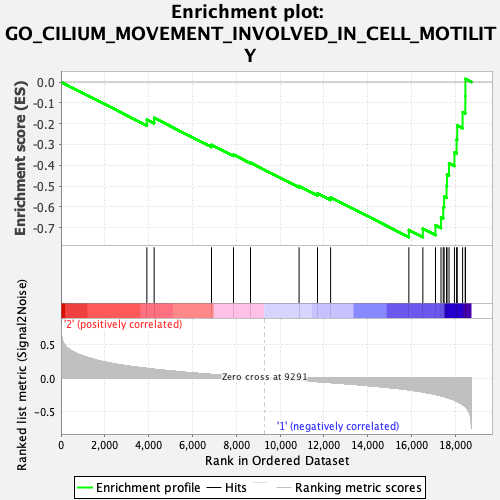 Enrichment plot:
GO_CILIUM_MOVEMENT_INVOLVED_IN_CELL_MOTILIT
Y
Enrichment score (ES)
0.0
-0.1
-0.2
-0.3
-0.4
-0.5
-0.6
-0.7
'2' (positively correlated)
Ranked list metric (Signal2Noise)
0.5
0.0
-0.5
Zero cross at 9291
'1' (negatively correlated)
0
2,000
4,000
6,000
8,000
10,000
12,000
14,000
16,000
18,000
Rank in Ordered Dataset
Enrichment profile
Hits
Ranking metric scores